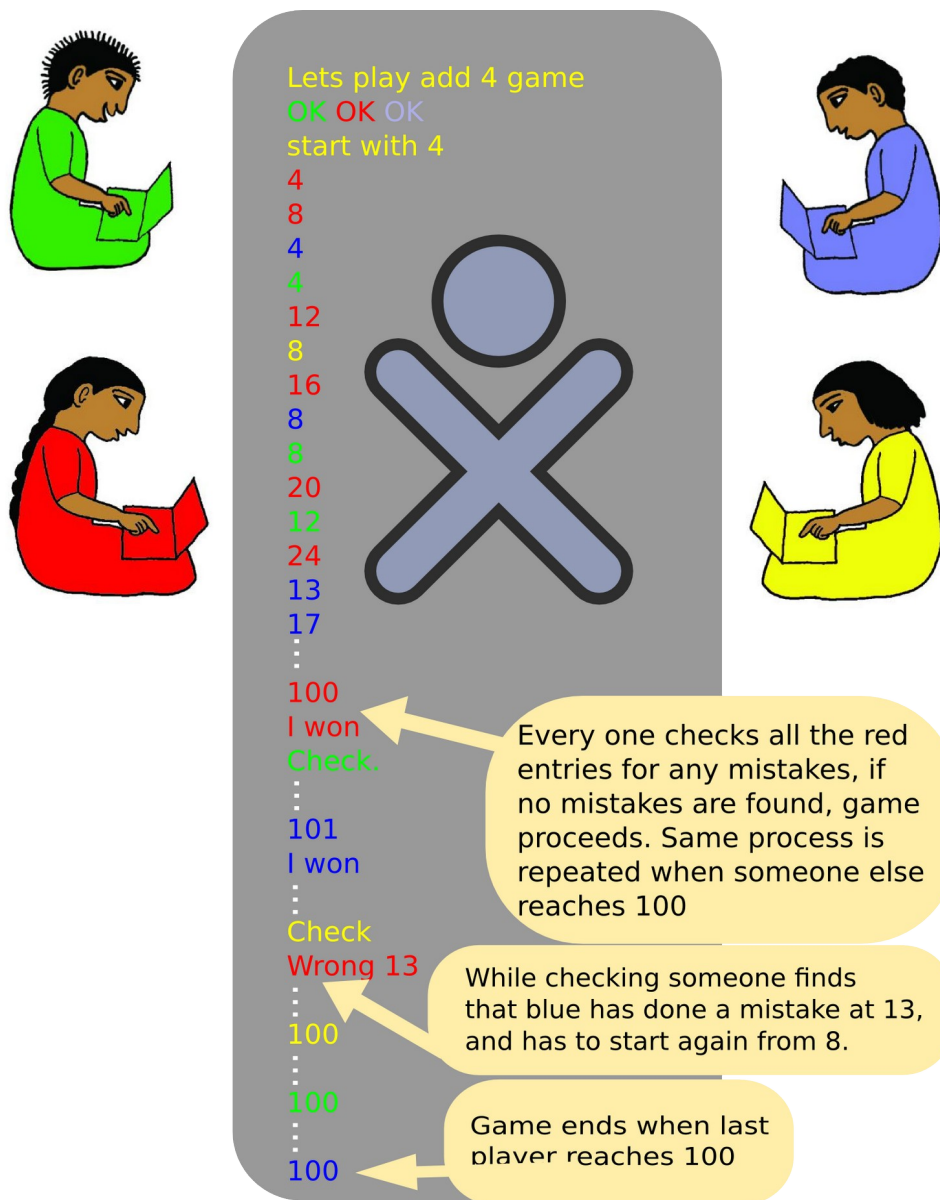 Lets play add 4 game
OK OK OK
start with 4
4
8
4
4
12
8
16
8
8
20
12
24
13
17
100
I won
Check.
101
I won
Check
Wrong 13
100
100
100
Every one checks all the red
entries for any mistakes, if
no mistakes are found, game
proceeds. Same process is
repeated when someone else
reaches 100
While checking someone finds
that blue has done a mistake at 13,
and has to start again from 8.
Game ends when last
player reaches 100